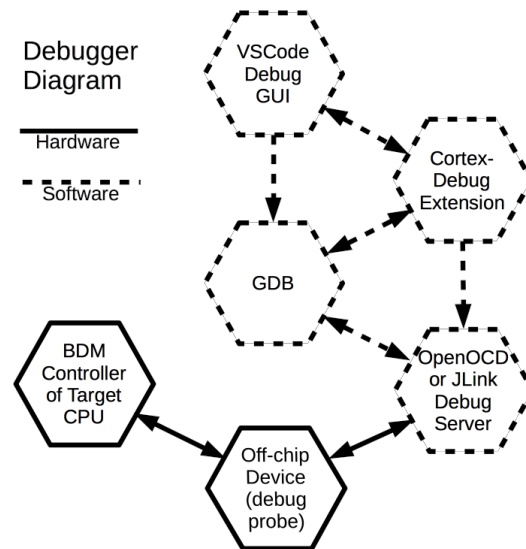 Debugger
Diagram
Hardware
Software
VSCode
Debug
GUI
Cortex-
Debug
Extension
GDB
OpenOCD
or JLink
Debug
Server
BDM
Controller
of Target
CPU
Off-chip
Device
(debug
probe)